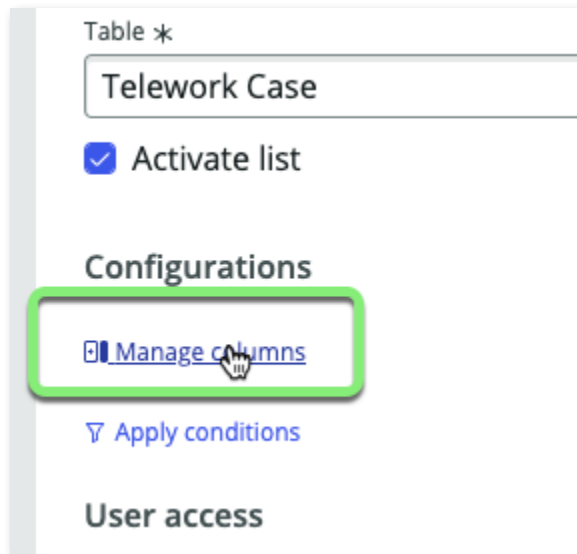 Table *
Telework Case
Activate list
Configurations
Manage columns
Apply conditions
User access